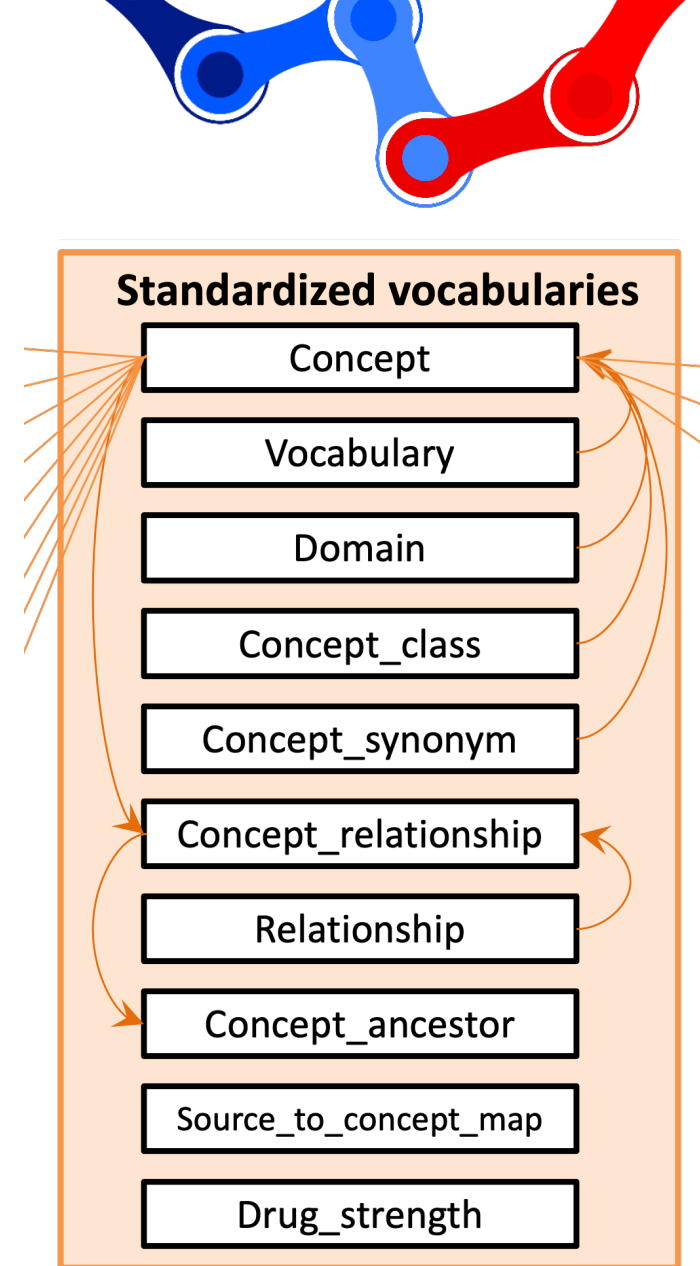 Standardized vocabularies
Concept
Vocabulary
Domain
Concept_class
Concept_synonym
Concept_relationship
Relationship
Concept_ancestor
Source_to_concept_map
Drug_strength